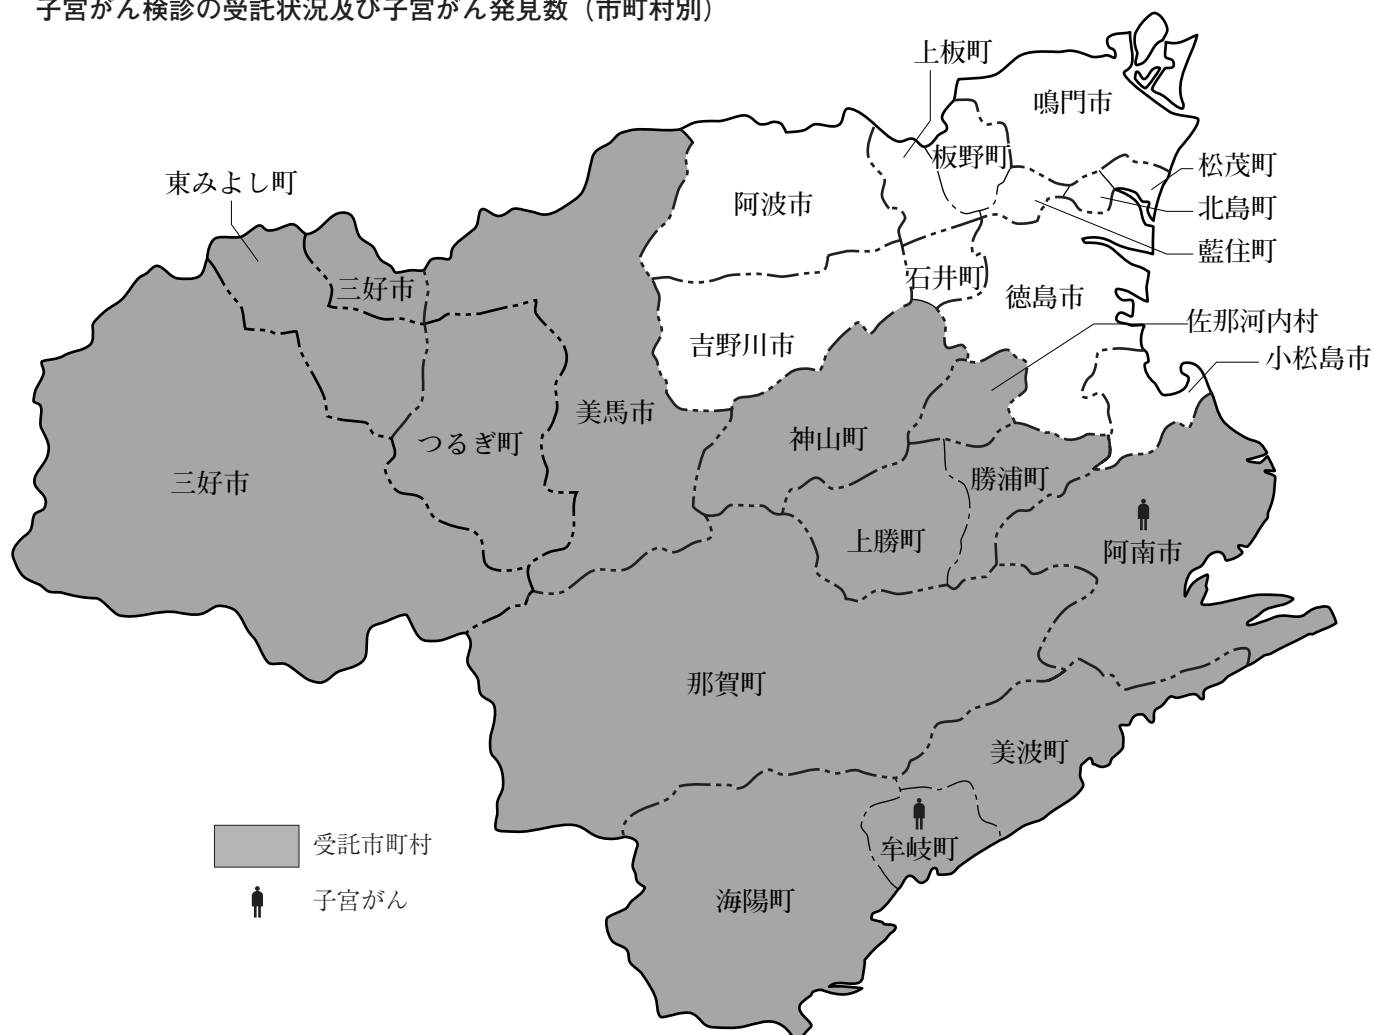 子宮がん検診の受託状況及び子宮がん発見数（市町村別）
上板町
鳴門市
板野町
松茂町
東みよし町
阿波市
北島町
藍住町
石井町
三好市
徳島市
佐那河内村
吉野川市
小松島市
美馬市
つるぎ町
神山町
三好市
勝浦町
上勝町
阿南市
那賀町
美波町
受託市町村
牟岐町
子宮がん
海陽町